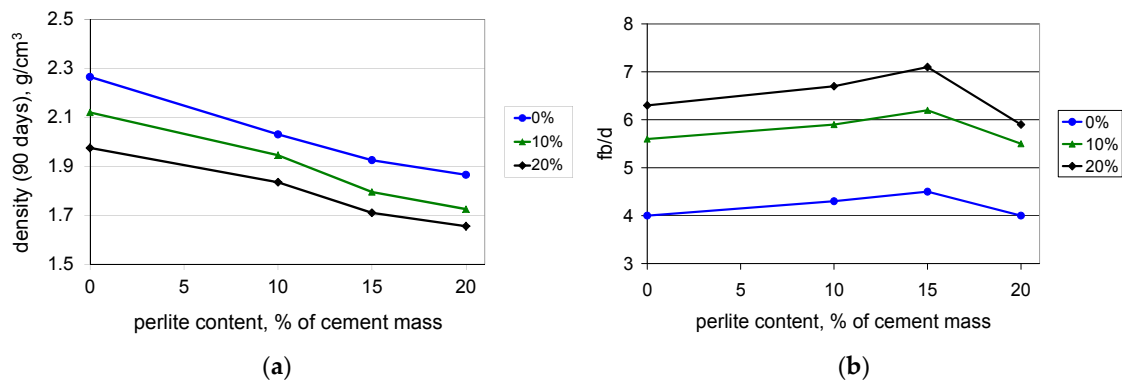 2.5
2.3
2.1
1.9
1.7
1.5
density (90 days), g/cm³
0 5 10 15 20
perlite content, % of cement mass
0%
10%
20%
(a)
8
7
6
5
4
3
fb/d
0 5 10 15 20
perlite content, % of cement mass
0%
10%
20%
(b)